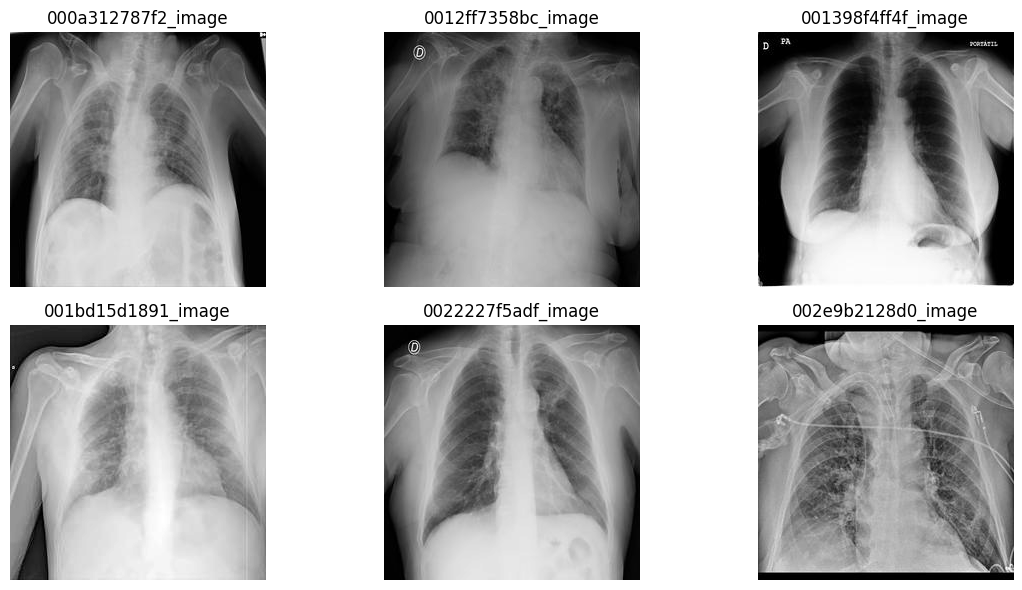 000a312787f2_image
0012ff7358bc_image
001398f4ff4f_image
D
D PA
PORTÁTIL
001bd15d1891_image
0022227f5adf_image
002e9b2128d0_image
D